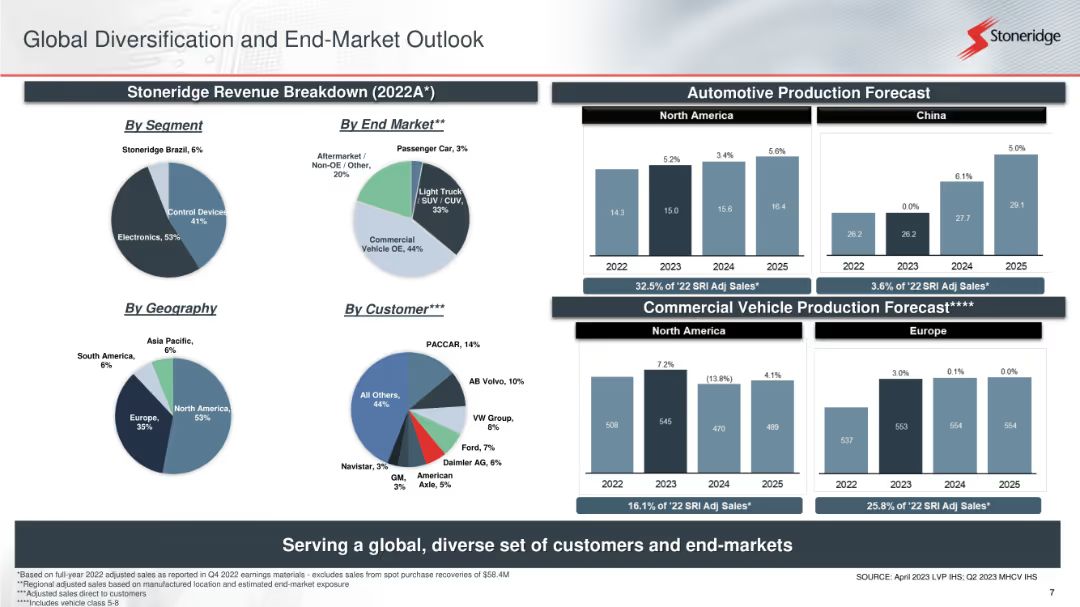 Global Diversification and End-Market Outlook
Stoneridge
Stoneridge Revenue Breakdown (2022A*)
By Segment
Stoneridge Brazil, 6%
Control Devices
41%
Electronics, 53%
By End Market**
Passenger Car, 3%
Aftermarket /
Non-OE / Other,
20%
Light Truck
/ SUV / CUV,
33%
Commercial
Vehicle OE, 44%
By Geography
Asia Pacific,
6%
South America,
6%
North America,
53%
Europe,
35%
By Customer***
PACCAR, 14%
AB Volvo, 10%
VW Group,
8%
Ford, 7%
Daimler AG, 6%
American
Axle, 5%
GM,
3%
Navistar, 3%
All Others,
44%
Automotive Production Forecast
North America
5.2%
3.4%
5.6%
14.3
15.0
15.6
16.4
2022
2023
2024
2025
32.5% of '22 SRI Adj Sales*
China
0.0%
6.1%
5.0%
26.2
26.2
27.7
29.1
2022
2023
2024
2025
3.6% of '22 SRI Adj Sales*
Commercial Vehicle Production Forecast****
North America
7.2%
(13.8%)
4.1%
508
545
470
489
2022
2023
2024
2025
16.1% of '22 SRI Adj Sales*
Europe
3.0%
0.1%
0.0%
537
553
554
554
2022
2023
2024
2025
25.8% of '22 SRI Adj Sales*
Serving a global, diverse set of customers and end-markets
*Based on full-year 2022 adjusted sales as reported in Q4 2022 earnings materials - excludes sales from spot purchase recoveries of $58.4M
**Regional adjusted sales based on manufactured location and estimated end-market exposure
***Adjusted sales direct to customers
****Includes vehicle class 5-8
SOURCE: April 2023 LVP IHS; Q2 2023 MHCV IHS
7